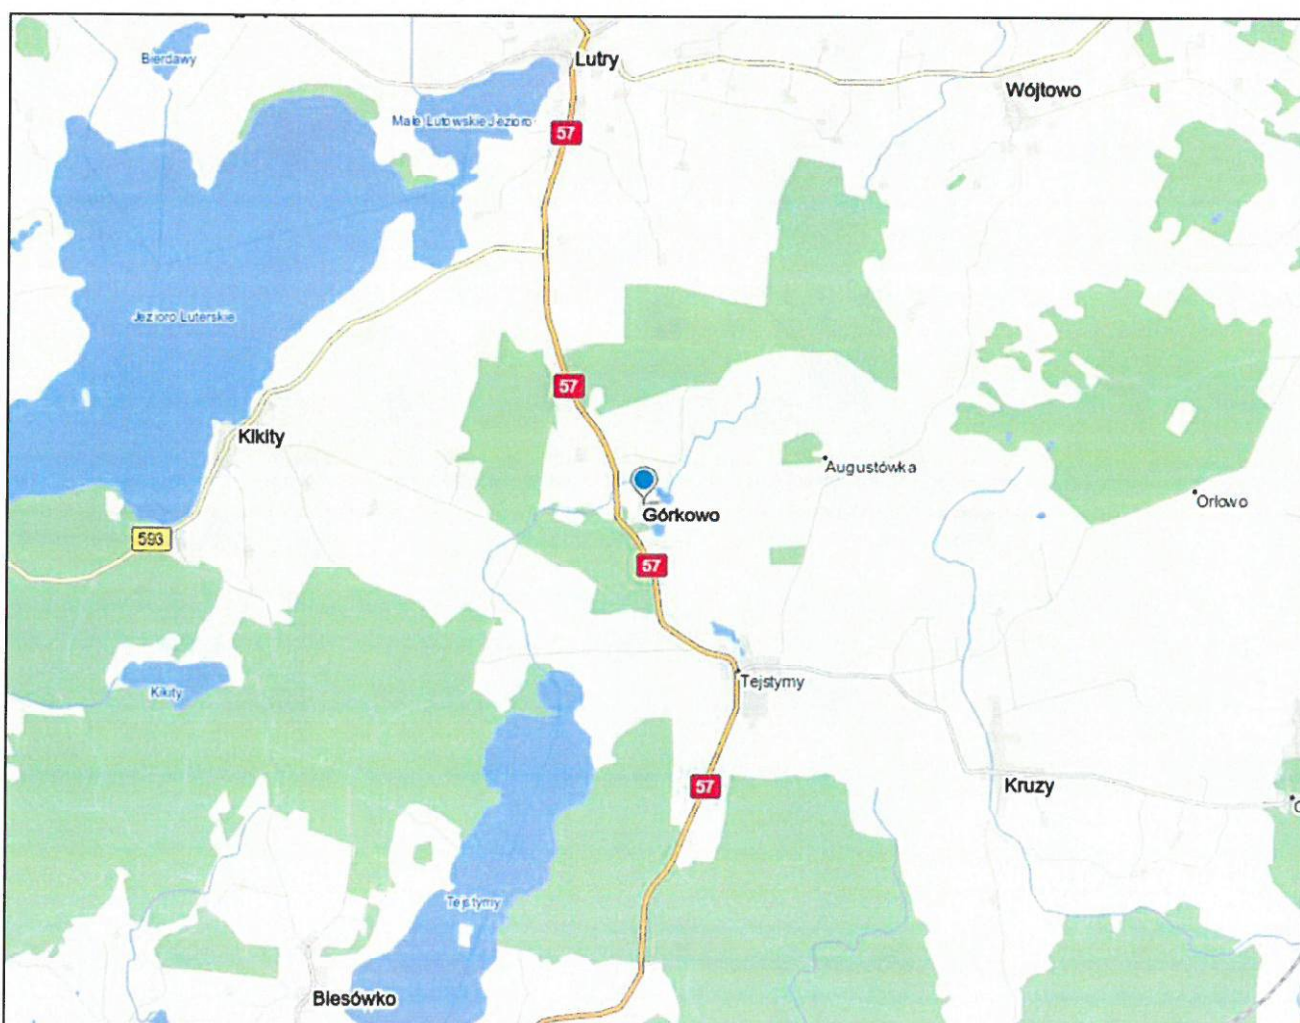 Bierdawy
Lutry
Wójtowo
Małe Lutowskie Jezioro
57
Jezioro Luterskie
57
Kikity
Augustówka
Orlowo
Górkowo
593
57
Tejstymy
Kikity
57
Kruzy
Tejstymy
Biesówko